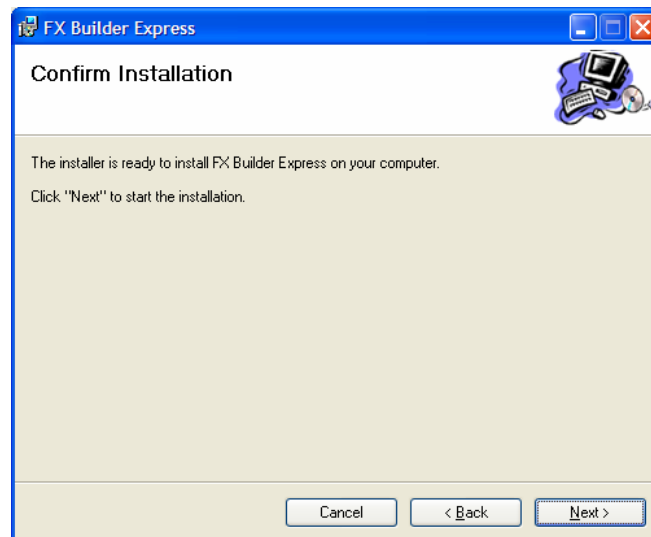 FX Builder Express
Confirm Installation
The installer is ready to install FX Builder Express on your computer.
Click "Next" to start the installation.
Cancel
< Back
Next >